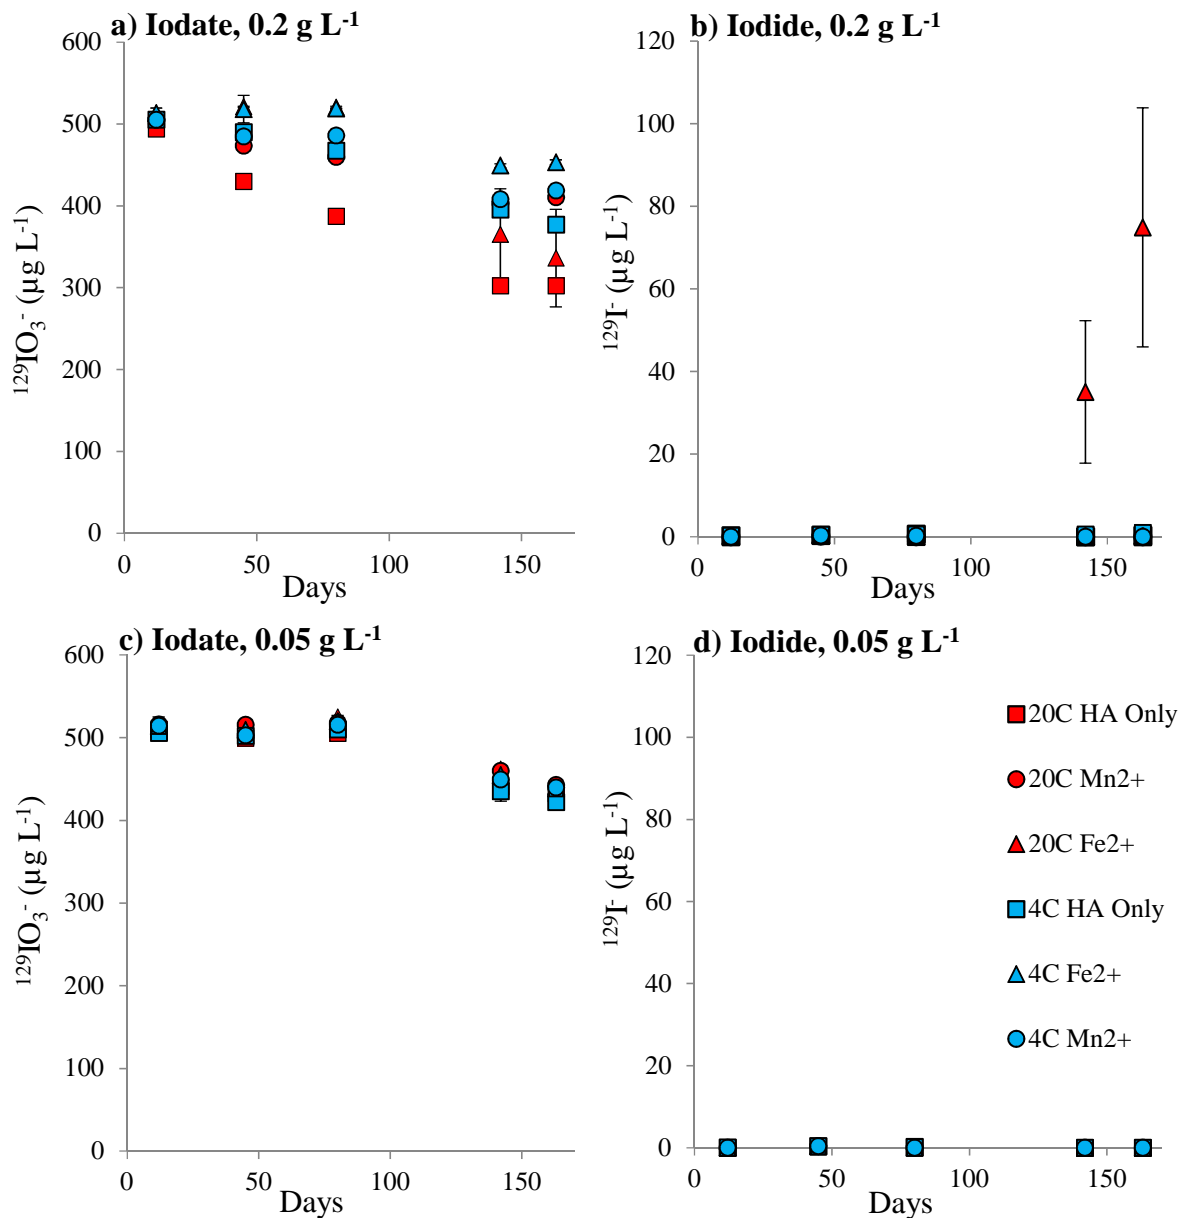 a) Iodate, 0.2 g L-1
600
500
400
300
200
100
0
0 50 100 150
Days
129IO3- (µg L-1)
b) Iodide, 0.2 g L-1
120
100
80
60
40
20
0
0 50 100 150
Days
129I- (µg L-1)
c) Iodate, 0.05 g L-1
600
500
400
300
200
100
0
0 50 100 150
Days
129IO3- (µg L-1)
d) Iodide, 0.05 g L-1
120
100
80
60
40
20
0
0 50 100 150
Days
129I- (µg L-1)
20C HA Only
20C Mn2+
20C Fe2+
4C HA Only
4C Fe2+
4C Mn2+